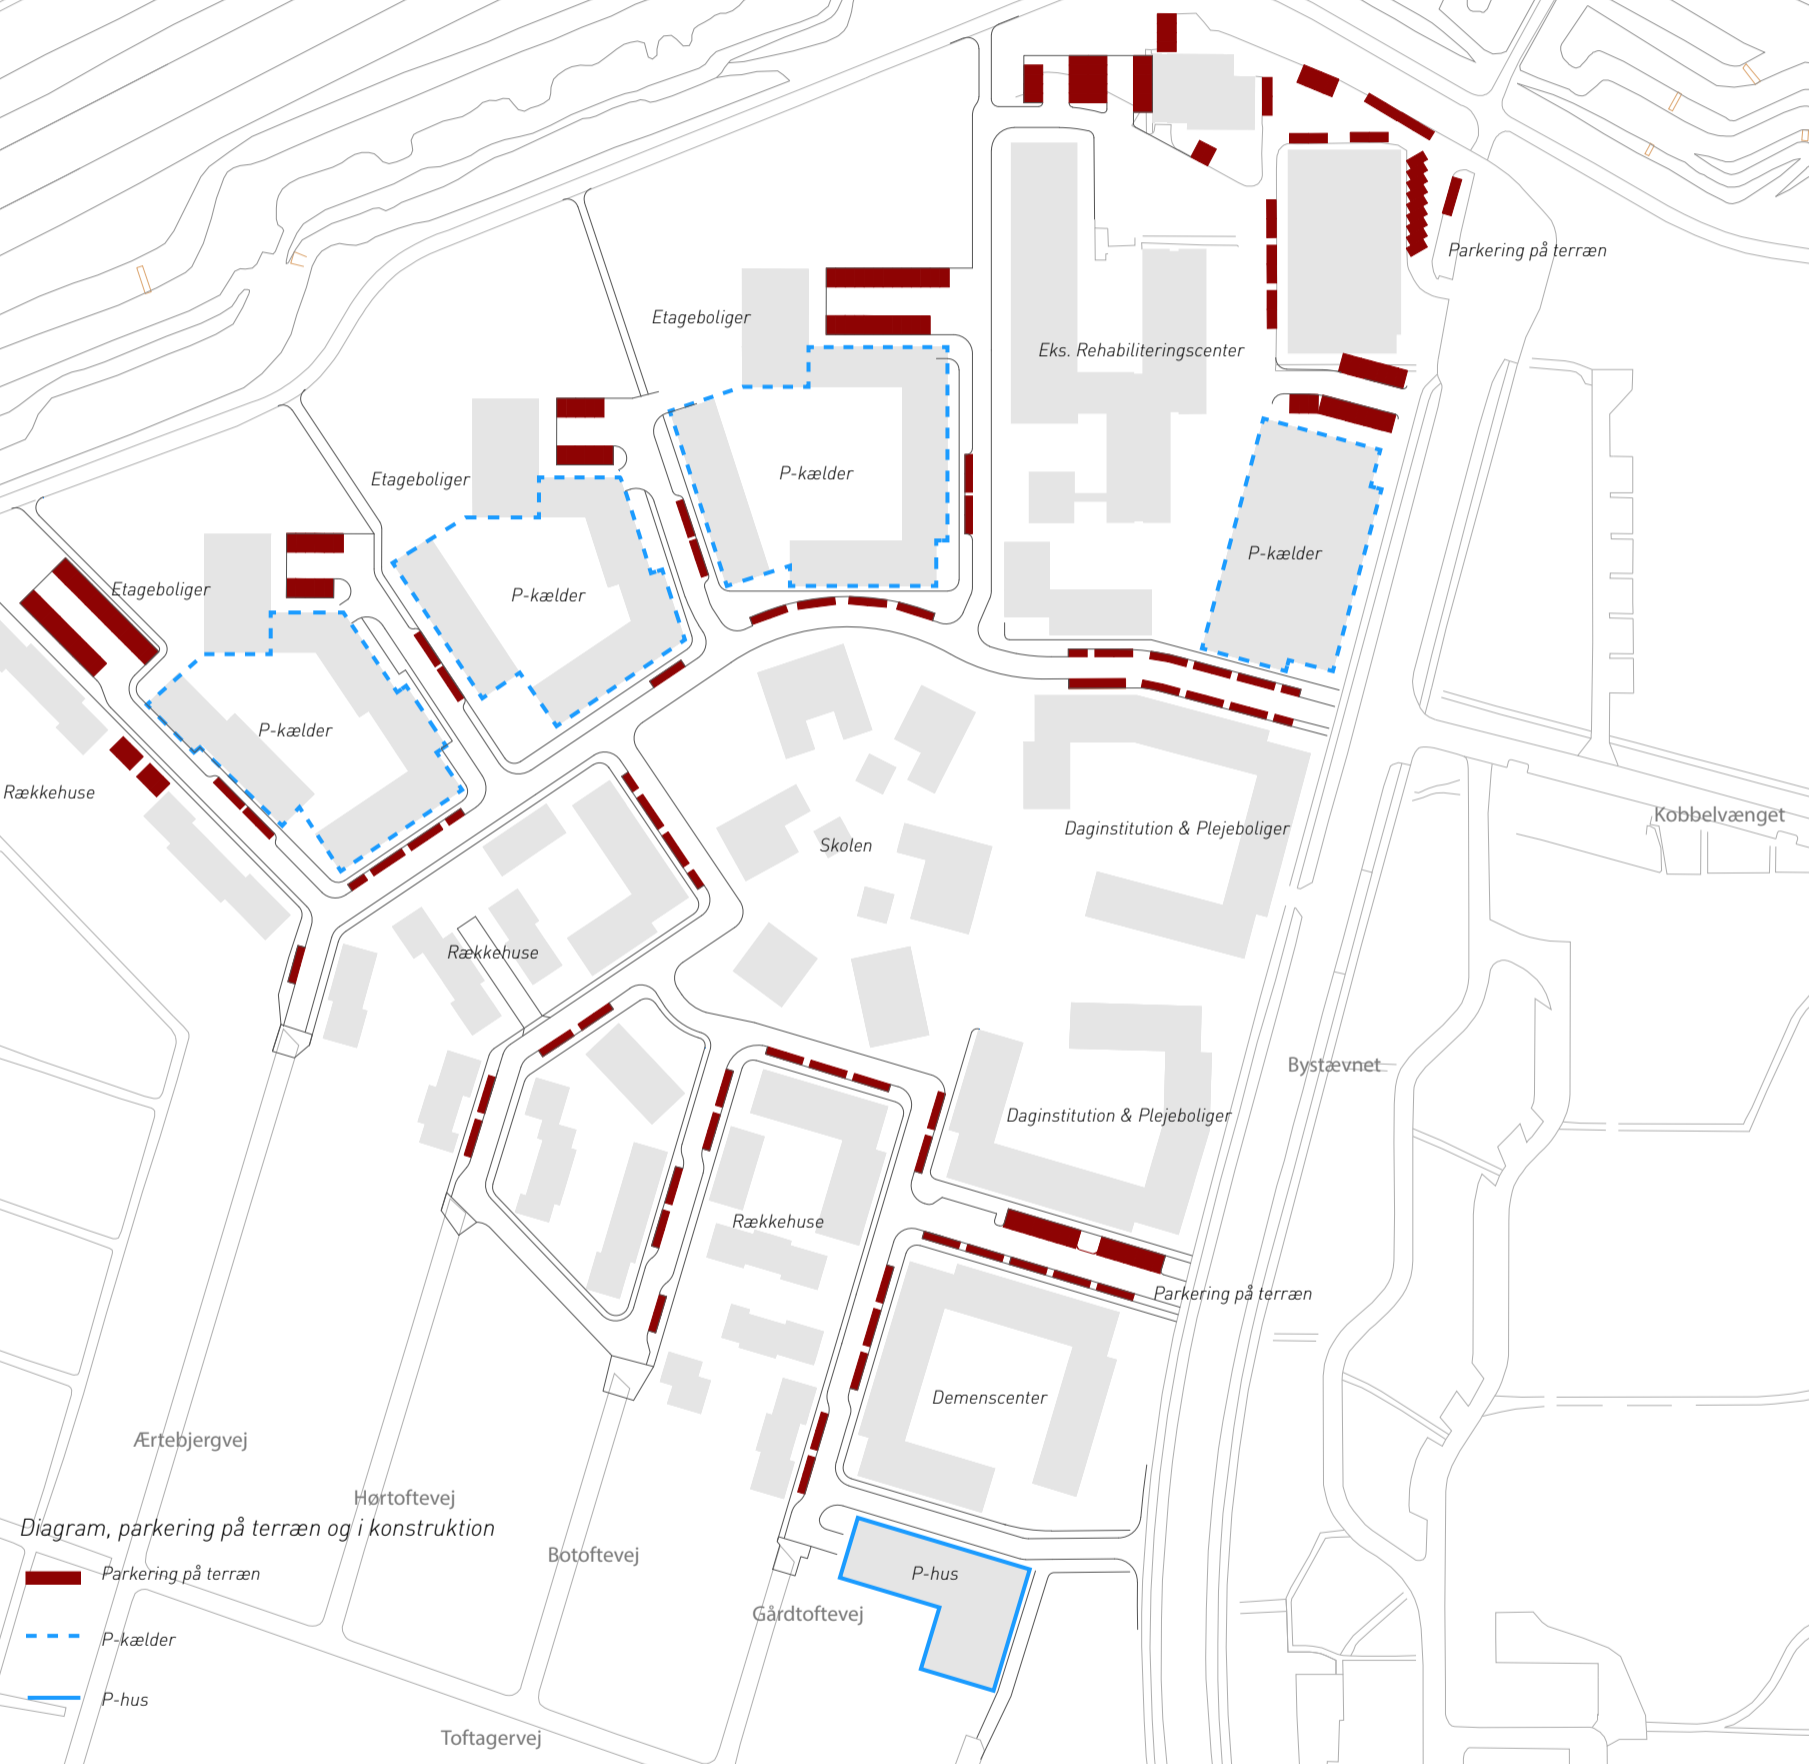 Parkering på terræn
Etageboliger
Eks. Rehabiliteringscenter
P-kælder
Etageboliger
P-kælder
Etageboliger
P-kælder
P-kælder
Rækkehuse
Kobbelvænget
Daginstitution & Plejeboliger
Skolen
Rækkehuse
Bystævnet
Daginstitution & Plejeboliger
Rækkehuse
Parkering på terræn
Demenscenter
Ærtebjergvej
Hørtoftevej
Diagram, parkering på terræn og i konstruktion
Botoftevej
Parkering på terræn
P-hus
Gårdtoftevej
P-kælder
P-hus
Toftagervej
P-kælder